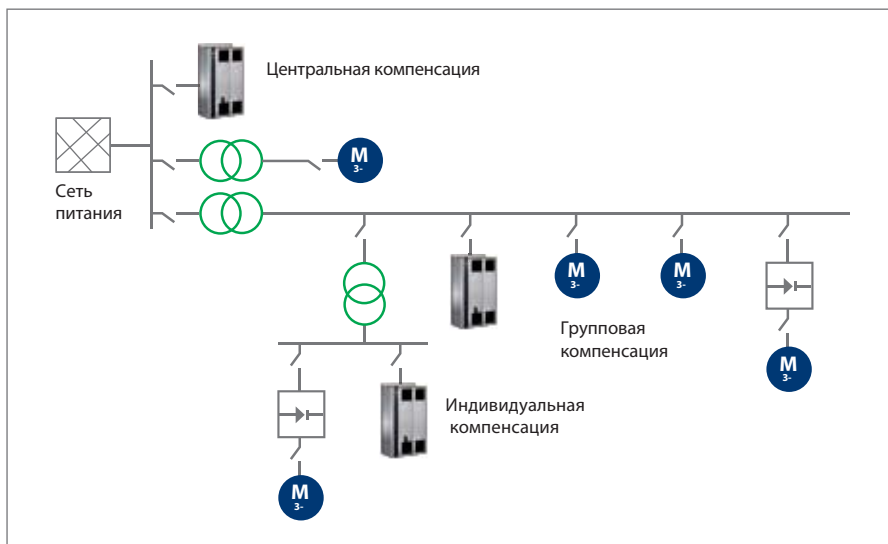 Центральная компенсация
М
3-
Сеть
питания
М
3-
М
3-
Групповая
компенсация
М
3-
Индивидуальная
компенсация
М
3-